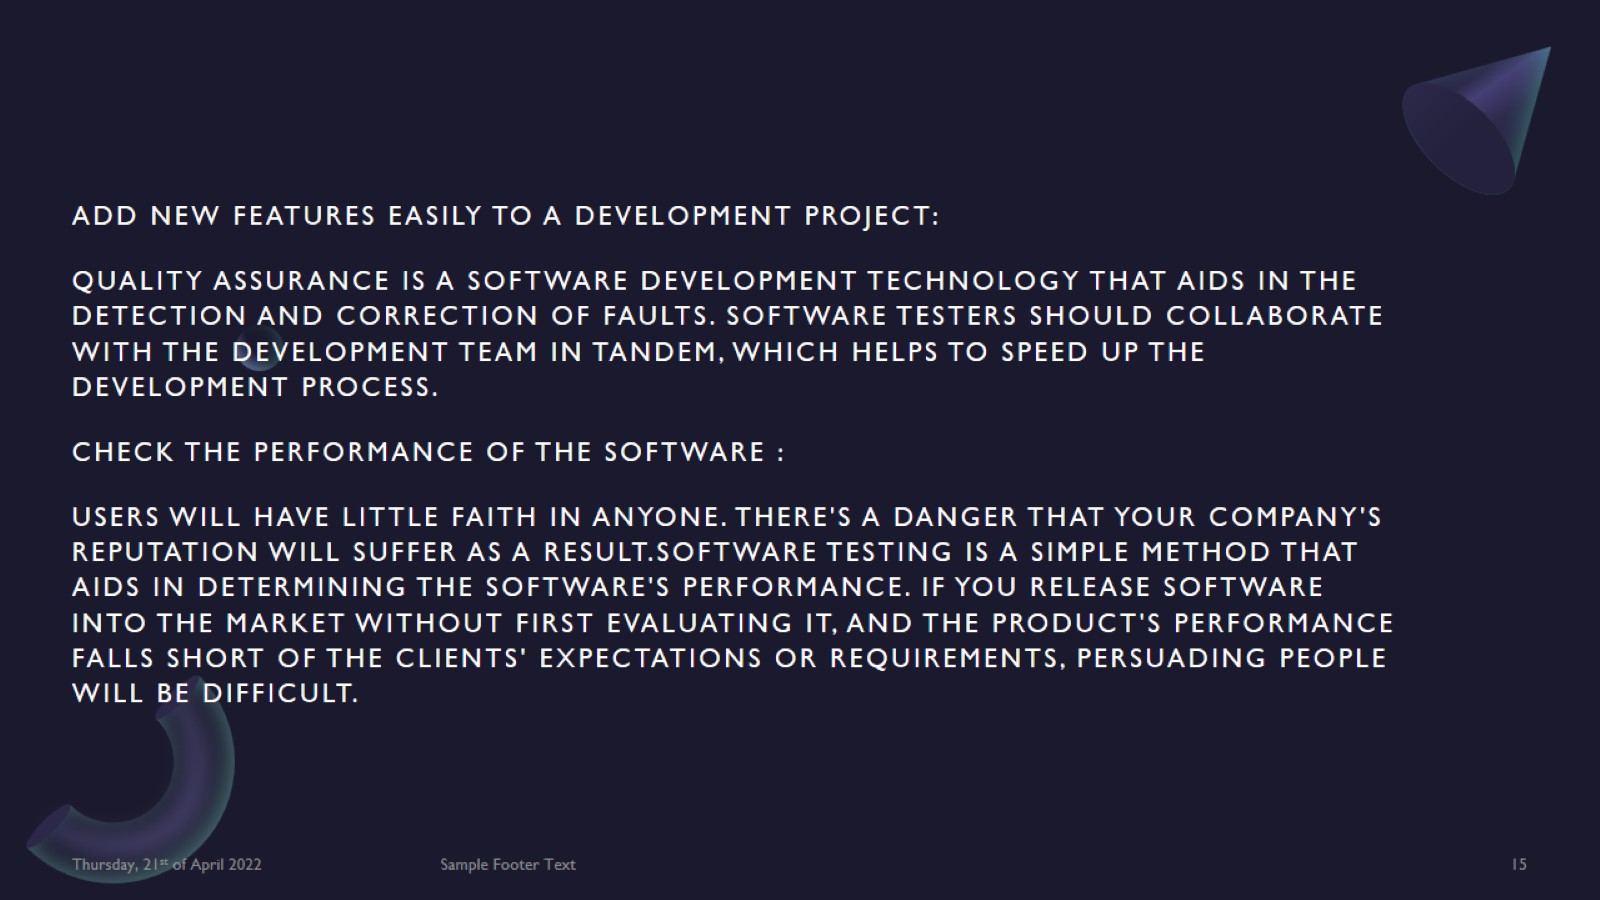 ADD NEW FEATURES EASILY TO A DEVELOPMENT PROJECT:
QUALITY ASSURANCE IS A SOFTWARE DEVELOPMENT TECHNOLOGY THAT AIDS IN THE
DETECTION AND CORRECTION OF FAULTS. SOFTWARE TESTERS SHOULD COLLABORATE
WITH THE DEVELOPMENT TEAM IN TANDEM, WHICH HELPS TO SPEED UP THE
DEVELOPMENT PROCESS.
CHECK THE PERFORMANCE OF THE SOFTWARE :
USERS WILL HAVE LITTLE FAITH IN ANYONE. THERE'S A DANGER THAT YOUR COMPANY'S
REPUTATION WILL SUFFER AS A RESULT.SOFTWARE TESTING IS A SIMPLE METHOD THAT
AIDS IN DETERMINING THE SOFTWARE'S PERFORMANCE. IF YOU RELEASE SOFTWARE
INTO THE MARKET WITHOUT FIRST EVALUATING IT, AND THE PRODUCT'S PERFORMANCE
FALLS SHORT OF THE CLIENTS' EXPECTATIONS OR REQUIREMENTS, PERSUADING PEOPLE
WILL BE DIFFICULT.
Thursday, 21st of April 2022
Sample Footer Text
15